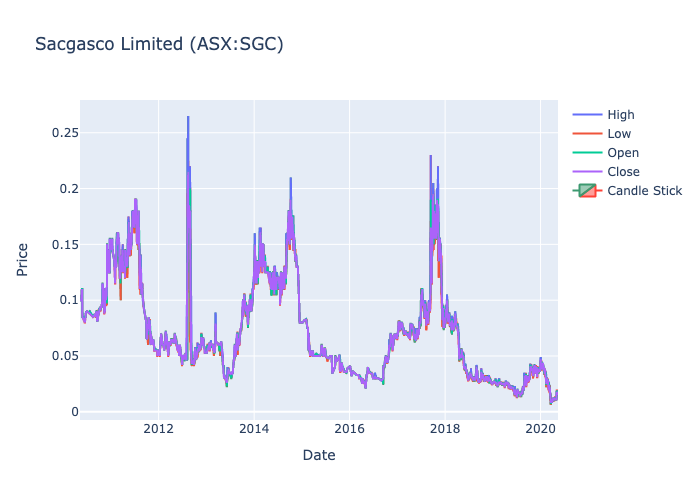 Sacgasco Limited (ASX:SGC)
High
Low
Open
Close
Candle Stick
Price
0.25
0.2
0.15
0.1
0.05
0
2012
2014
2016
2018
2020
Date